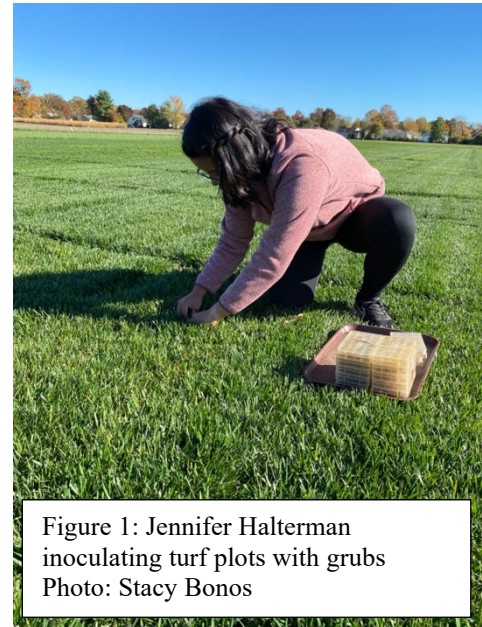 Figure 1: Jennifer Halterman
inoculating turf plots with grubs
Photo: Stacy Bonos